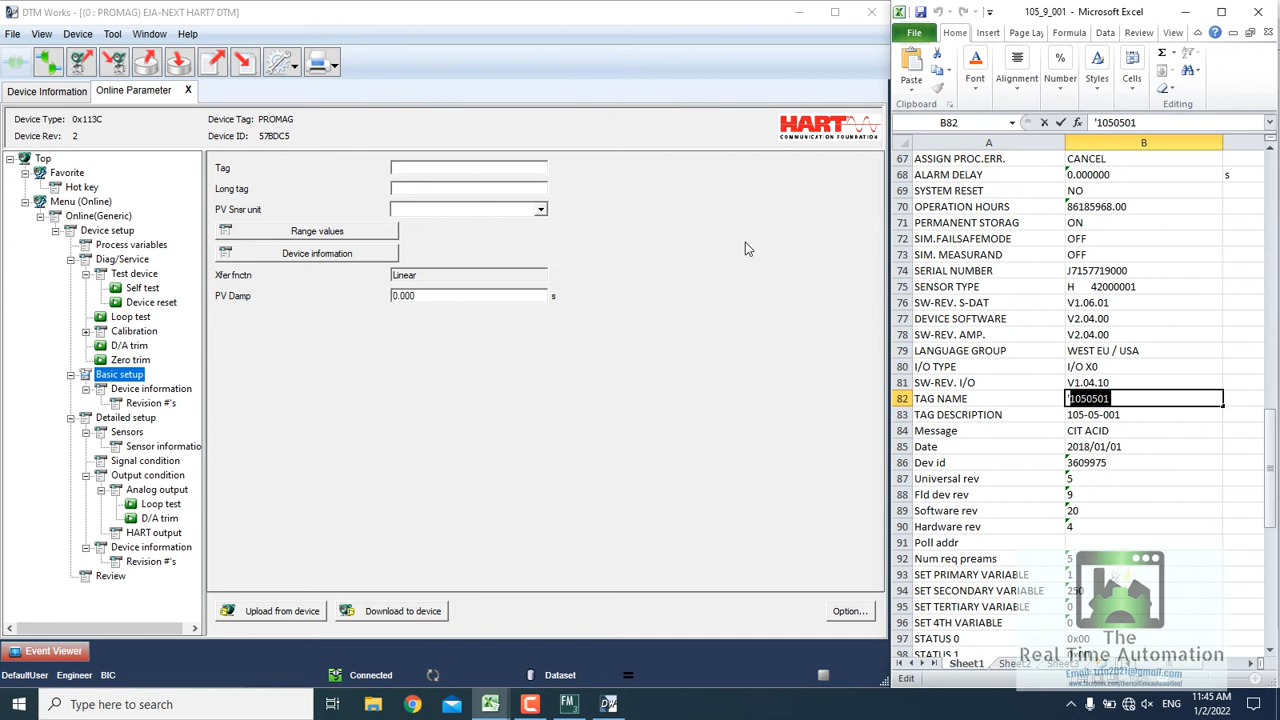 DTM Works - [(0 : PROMAG) EJA-NEXT HART7 DTM]
File View Device Tool Window Help
Device Information Online Parameter X
Device Type: 0x113C Device Tag: PROMAG
Device Rev: 2 Device ID: 57BDC5
HART
COMMUNICATION FOUNDATION
Top
Favorite
Hot key
Menu (Online)
Online(Generic)
Device setup
Process variables
Diag/Service
Test device
Self test
Device reset
Loop test
Calibration
D/A trim
Zero trim
Basic setup
Device information
Revision #'s
Detailed setup
Sensors
Sensor informatio
Signal condition
Output condition
Analog output
Loop test
D/A trim
HART output
Device information
Revision #'s
Review
Tag
Long tag
PV Snsr unit
Range values
Device information
Xfer fnctn Linear
PV Damp 0.000 s
Upload from device Download to device Option...
Event Viewer
Connected Dataset
DefaultUser Engineer BIC
105_9_001 - Microsoft Excel
File Home Insert Page Lay Formula Data Review View
Paste Font Alignment Number Styles Cells
Clipboard Editing
B82 fx '1050501
A B
67 ASSIGN PROC.ERR. CANCEL
68 ALARM DELAY 0.000000 s
69 SYSTEM RESET NO
70 OPERATION HOURS 86185968.00
71 PERMANENT STORAG ON
72 SIM.FAILSAFEMODE OFF
73 SIM. MEASURAND OFF
74 SERIAL NUMBER J7157719000
75 SENSOR TYPE H 42000001
76 SW-REV. S-DAT V1.06.01
77 DEVICE SOFTWARE V2.04.00
78 SW-REV. AMP. V2.04.00
79 LANGUAGE GROUP WEST EU / USA
80 I/O TYPE I/O X0
81 SW-REV. I/O V1.04.10
82 TAG NAME '1050501
83 TAG DESCRIPTION 105-05-001
84 Message CIT ACID
85 Date 2018/01/01
86 Dev id 3609975
87 Universal rev 5
88 Fld dev rev 9
89 Software rev 20
90 Hardware rev 4
91 Poll addr
92 Num req preams 5
93 SET PRIMARY VARIABLE 1
94 SET SECONDARY VARIABLE 250
95 SET TERTIARY VARIABLE 0
96 SET 4TH VARIABLE 0
97 STATUS 0 0x00
98 STATUS 1
Sheet1 Sheet2 Sheet3
Edit
The
Real Time Automation
Type here to search
ENG 11:45 AM
1/2/2022